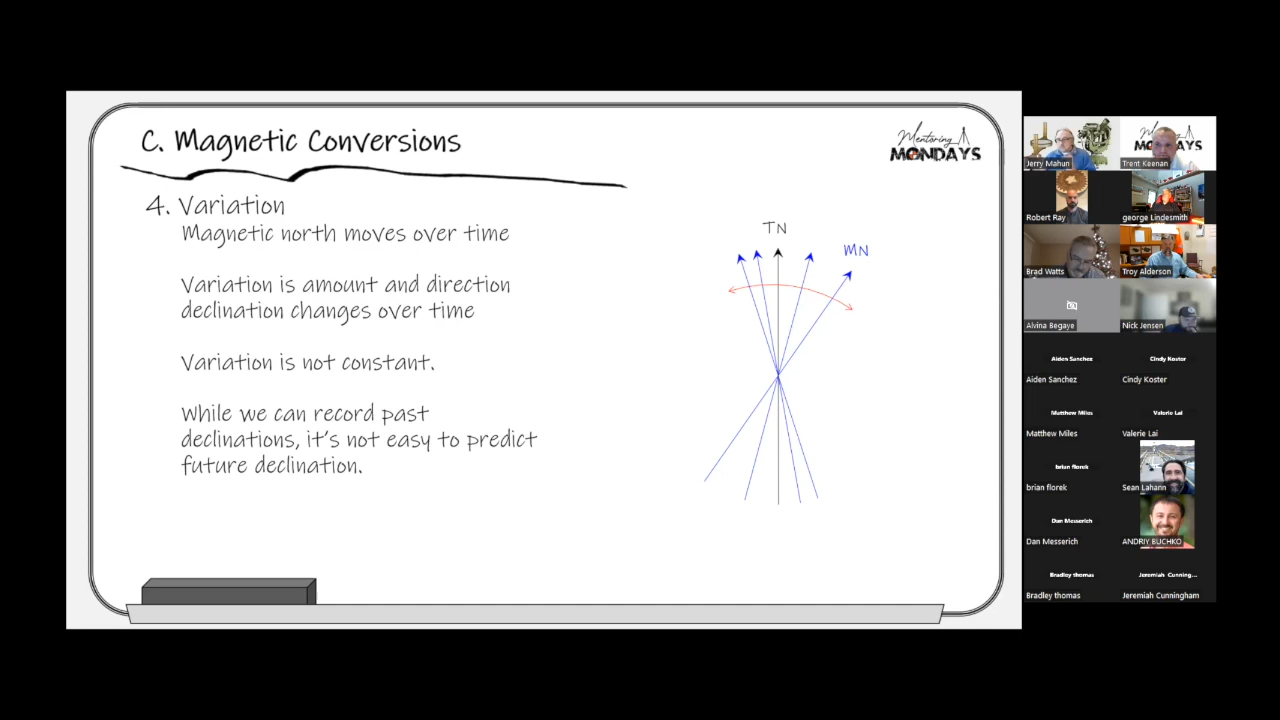 C. Magnetic Conversions
Mentoring
MONDAYS
4. Variation
Magnetic north moves over time
Variation is amount and direction
declination changes over time
Variation is not constant.
While we can record past
declinations, it's not easy to predict
future declination.
TN
MN
MONDAYS
Jerry Mahun
Trent Keenan
Robert Ray
george Lindesmith
Brad Watts
Troy Alderson
Alvina Begaye
Nick Jensen
Aiden Sanchez
Cindy Koster
Aiden Sanchez
Cindy Koster
Matthew Miles
Valerie Lai
Matthew Miles
Valerie Lai
brian florek
brian florek
Sean Lahann
Dan Messerich
Dan Messerich
ANDRIY BUCHKO
Bradley thomas
Jeremiah Cunning...
Bradley thomas
Jeremiah Cunningham